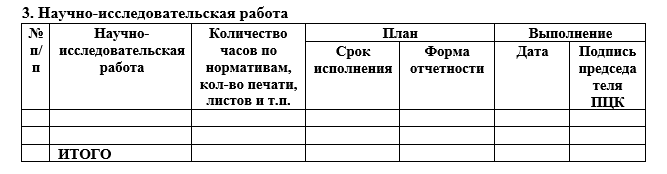 3. Научно-исследовательская работа
№ п/п
Научно-исследовательская работа
Количество часов по нормативам, кол-во печати, листов и т.п.
План
Выполнение
Срок исполнения
Форма отчетности
Дата
Подпись председателя ПЦК
ИТОГО